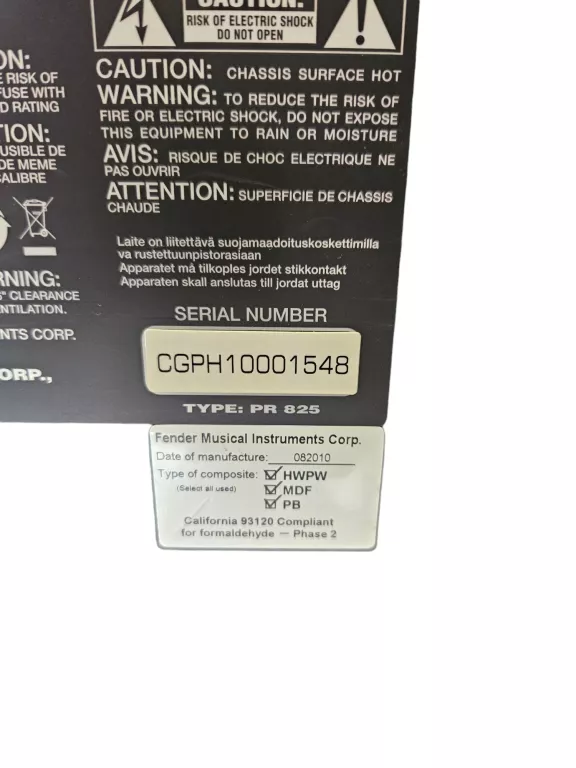 CAUTION:
RISK OF ELECTRIC SHOCK
DO NOT OPEN
ON:
E RISK OF
FUSE WITH
D RATING
ION:
USIBLE DE
DE MEME
CALIBRE
CAUTION: CHASSIS SURFACE HOT
WARNING: TO REDUCE THE RISK OF
FIRE OR ELECTRIC SHOCK, DO NOT EXPOSE
THIS EQUIPMENT TO RAIN OR MOISTURE
AVIS: RISQUE DE CHOC ELECTRIQUE NE
PAS OUVRIR
ATTENTION: SUPERFICIE DE CHASSIS
CHAUDE
Laite on liitettävä suojamaadoituskoskettimilla
va rustettuunpistorasiaan
Apparatet må tilkoples jordet stikkontakt
Apparaten skall anslutas till jordat uttag
RNING:
6" CLEARANCE
NTILATION.
NTS CORP.
ORP.,
SERIAL NUMBER
CGPH10001548
TYPE: PR 825
Fender Musical Instruments Corp.
Date of manufacture: 082010
Type of composite: ☑ HWPW
(Select all used) ☑ MDF
☑ PB
California 93120 Compliant
for formaldehyde — Phase 2